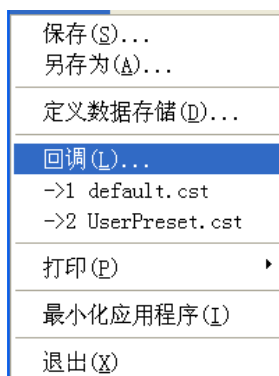 保存(S)...
另存为(A)...
定义数据存储(D)...
回调(L)...
->1 default.cst
->2 UserPreset.cst
打印(P)
最小化应用程序(I)
退出(X)